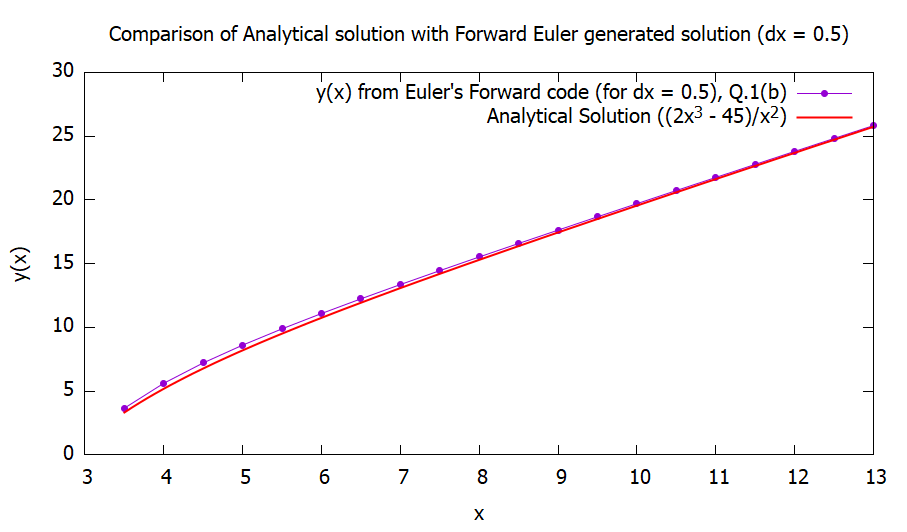 Comparison of Analytical solution with Forward Euler generated solution (dx = 0.5)
y(x) from Euler's Forward code (for dx = 0.5), Q.1(b)
Analytical Solution ((2x³ - 45)/x²)
30
25
20
15
10
5
0
y(x)
3 4 5 6 7 8 9 10 11 12 13
x